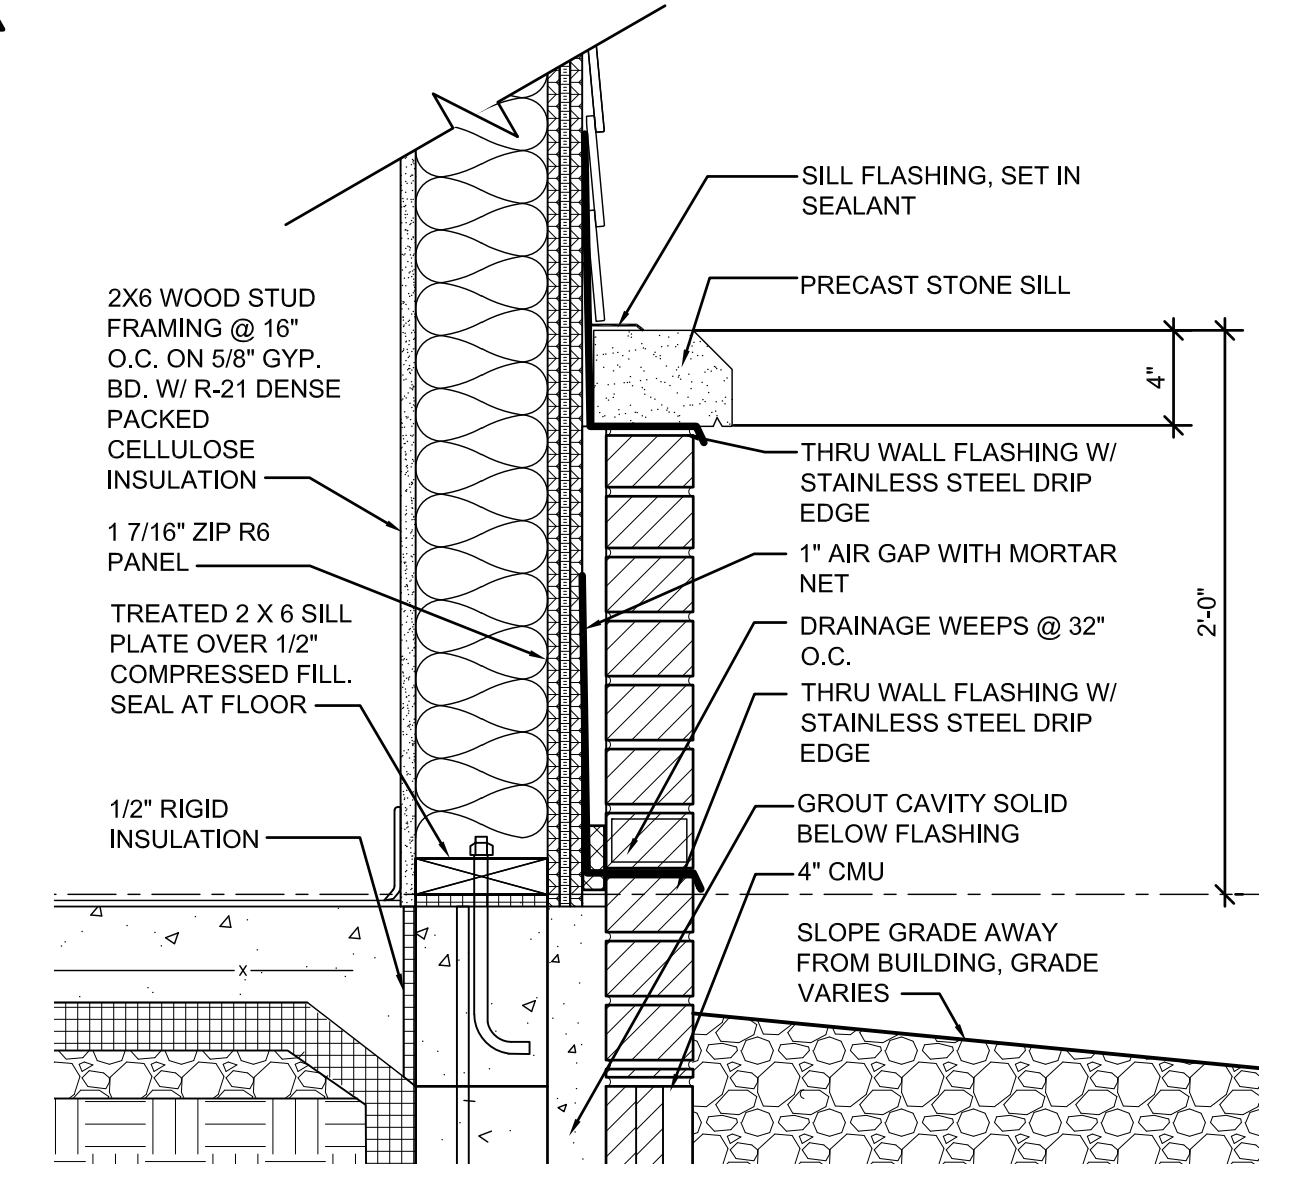 SILL FLASHING, SET IN
SEALANT
PRECAST STONE SILL
4"
2'-0"
THRU WALL FLASHING W/
STAINLESS STEEL DRIP
EDGE
1" AIR GAP WITH MORTAR
NET
DRAINAGE WEEPS @ 32"
O.C.
THRU WALL FLASHING W/
STAINLESS STEEL DRIP
EDGE
GROUT CAVITY SOLID
BELOW FLASHING
4" CMU
SLOPE GRADE AWAY
FROM BUILDING, GRADE
VARIES
2X6 WOOD STUD
FRAMING @ 16"
O.C. ON 5/8" GYP.
BD. W/ R-21 DENSE
PACKED
CELLULOSE
INSULATION
1 7/16" ZIP R6
PANEL
TREATED 2 X 6 SILL
PLATE OVER 1/2"
COMPRESSED FILL.
SEAL AT FLOOR
1/2" RIGID
INSULATION
X